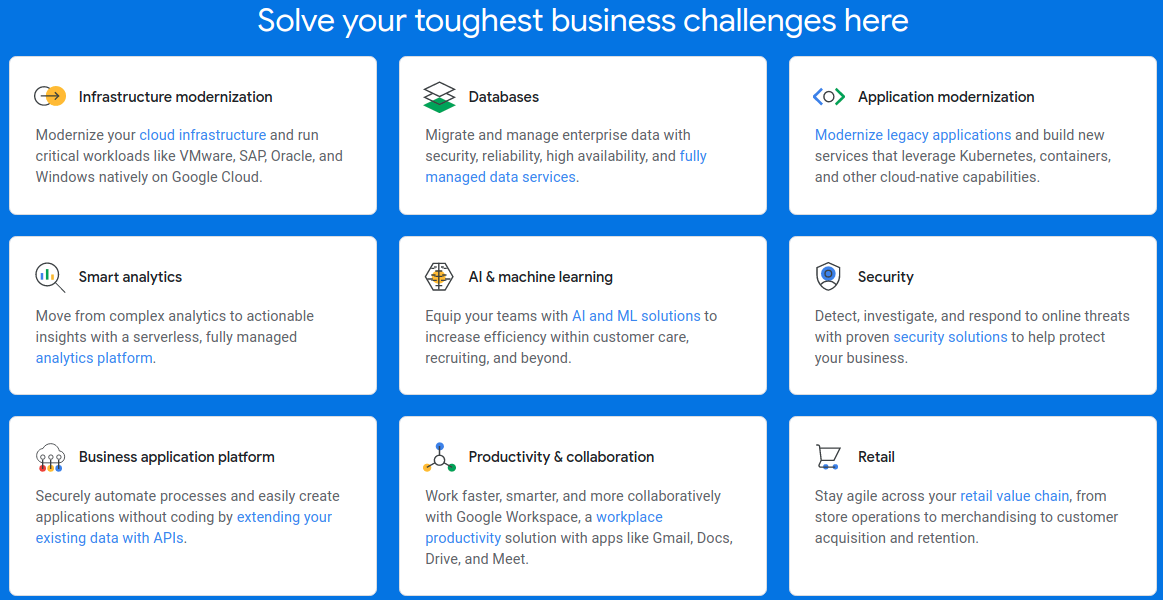 Solve your toughest business challenges here
Infrastructure modernization
Modernize your cloud infrastructure and run
critical workloads like VMware, SAP, Oracle, and
Windows natively on Google Cloud.
Databases
Migrate and manage enterprise data with
security, reliability, high availability, and fully
managed data services.
Application modernization
Modernize legacy applications and build new
services that leverage Kubernetes, containers,
and other cloud-native capabilities.
Smart analytics
Move from complex analytics to actionable
insights with a serverless, fully managed
analytics platform.
AI & machine learning
Equip your teams with AI and ML solutions to
increase efficiency within customer care,
recruiting, and beyond.
Security
Detect, investigate, and respond to online threats
with proven security solutions to help protect
your business.
Business application platform
Securely automate processes and easily create
applications without coding by extending your
existing data with APIs.
Productivity & collaboration
Work faster, smarter, and more collaboratively
with Google Workspace, a workplace
productivity solution with apps like Gmail, Docs,
Drive, and Meet.
Retail
Stay agile across your retail value chain, from
store operations to merchandising to customer
acquisition and retention.